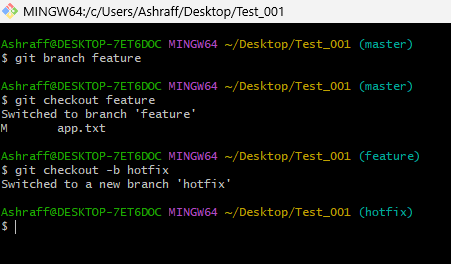 MINGW64:/c/Users/Ashraff/Desktop/Test_001
Ashraff@DESKTOP-7ET6DOC MINGW64 ~/Desktop/Test_001 (master)
$ git branch feature
Ashraff@DESKTOP-7ET6DOC MINGW64 ~/Desktop/Test_001 (master)
$ git checkout feature
Switched to branch 'feature'
M       app.txt
Ashraff@DESKTOP-7ET6DOC MINGW64 ~/Desktop/Test_001 (feature)
$ git checkout -b hotfix
Switched to a new branch 'hotfix'
Ashraff@DESKTOP-7ET6DOC MINGW64 ~/Desktop/Test_001 (hotfix)
$